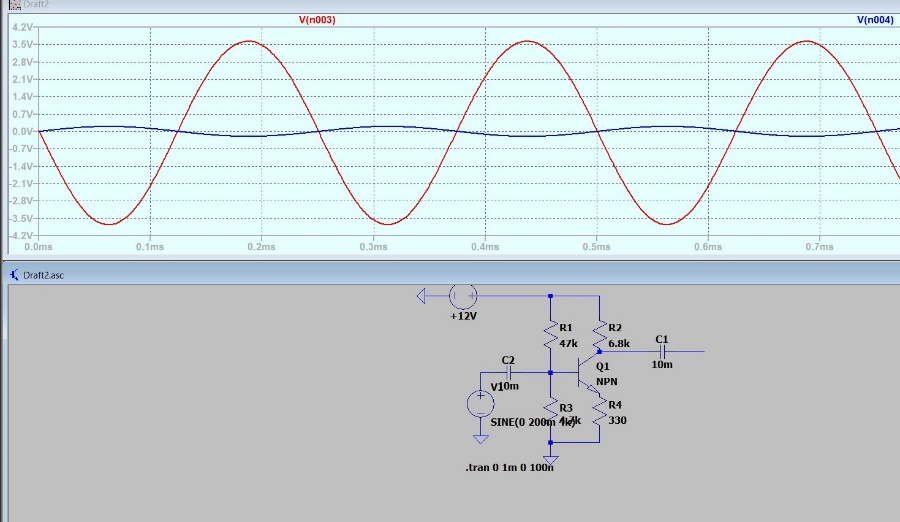 Draft2
V(n003) V(n004)
4.2V
3.5V
2.8V
2.1V
1.4V
0.7V
0.0V
-0.7V
-1.4V
-2.1V
-2.8V
-3.5V
-4.2V
0.0ms 0.1ms 0.2ms 0.3ms 0.4ms 0.5ms 0.6ms 0.7ms
Draft2.asc
+12V
R1
47k
R2
6.8k
C1
10m
C2
10m
V1
Q1
NPN
R3
R4
330
SINE(0 200m 4k)
.tran 0 1m 0 100n